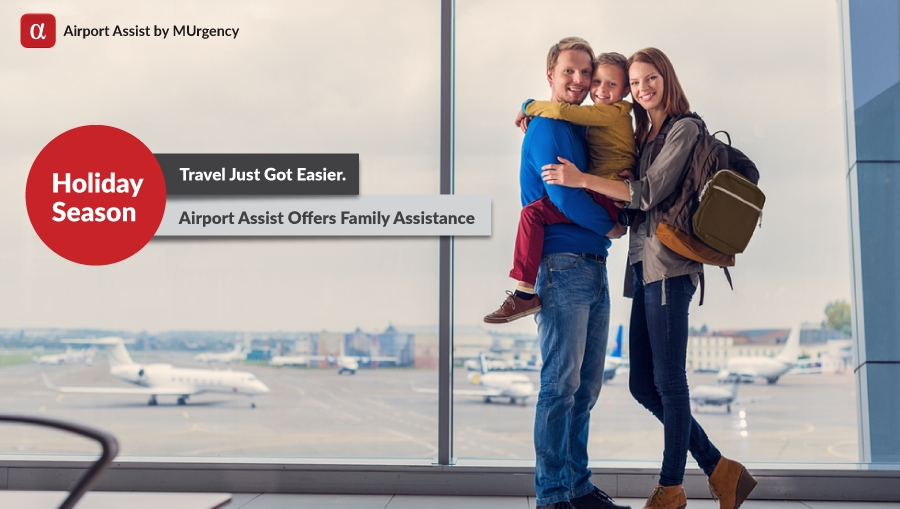 α
Airport Assist by MUrgency
Holiday
Season
Travel Just Got Easier.
Airport Assist Offers Family Assistance